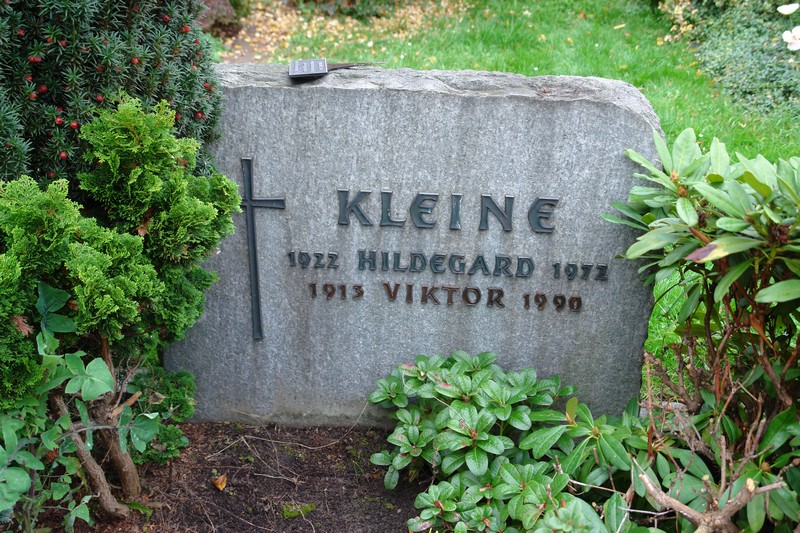 KLEINE
1922 HILDEGARD 1972
1913 VIKTOR 1990